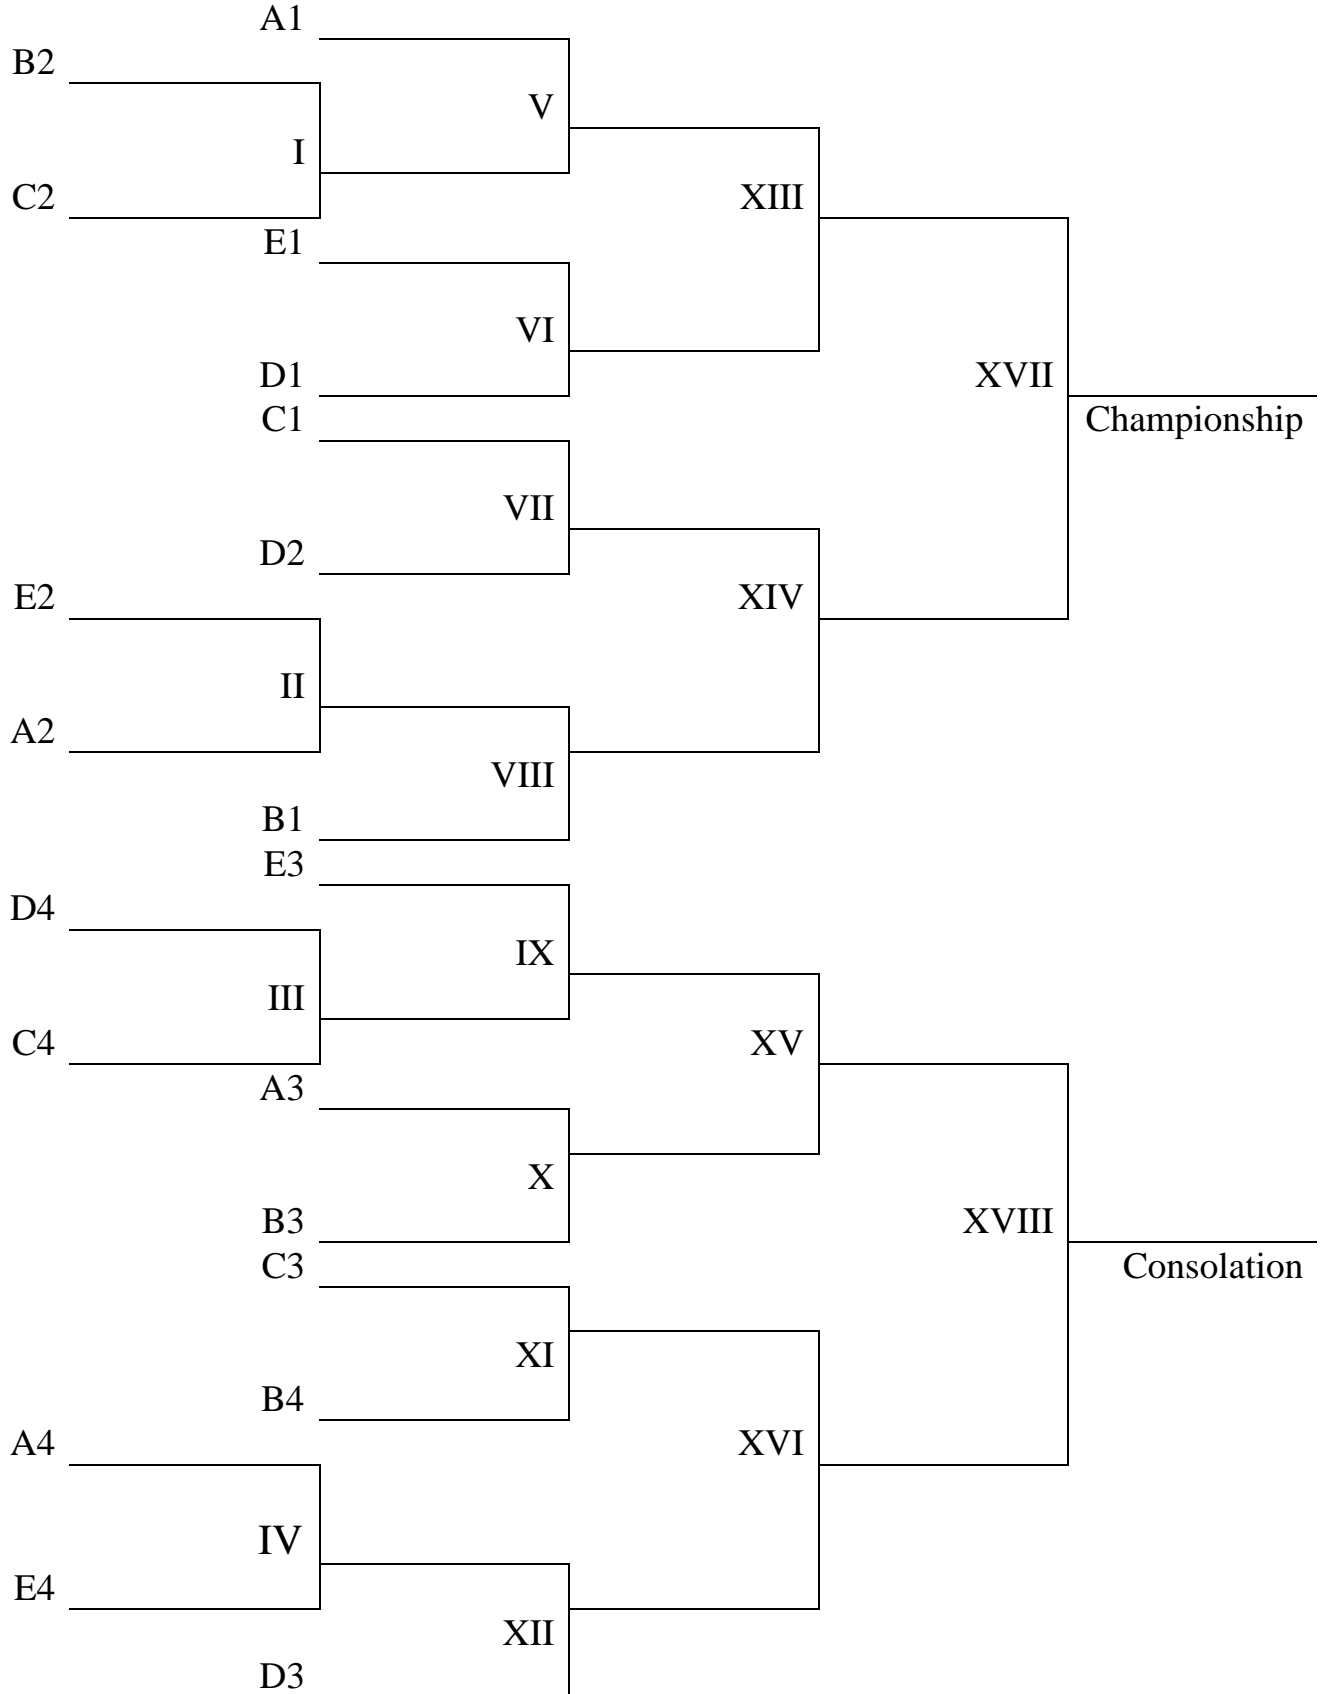 A1
B2
V
I
C2
XIII
E1
VI
D1
XVII
C1
Championship
VII
D2
E2
XIV
II
A2
VIII
B1
E3
D4
IX
III
C4
XV
A3
X
B3
XVIII
C3
Consolation
XI
B4
A4
XVI
IV
E4
XII
D3